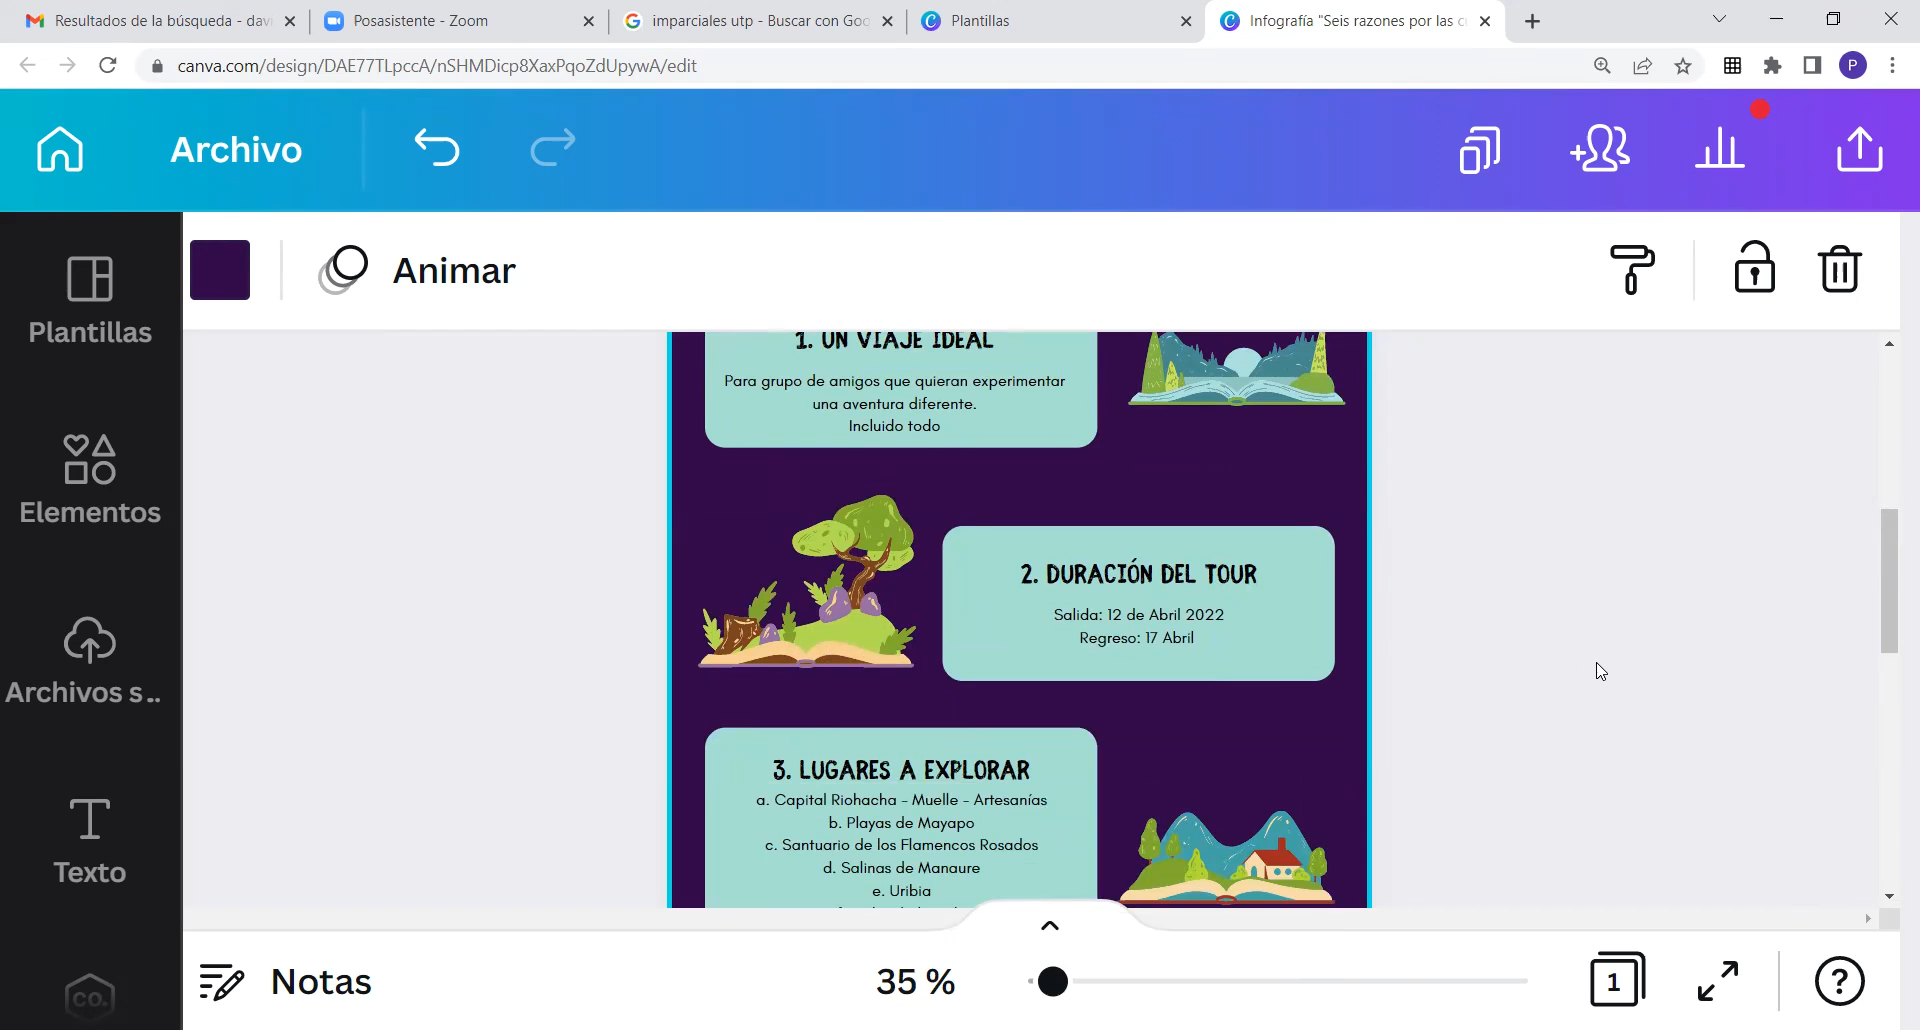 Resultados de la búsqueda - davi
Posasistente - Zoom
imparciales utp - Buscar con Goo
Plantillas
Infografía "Seis razones por las c
canva.com/design/DAE77TLpccA/nSHMDicp8XaxPqoZdUpywA/edit
P
Archivo
Animar
Plantillas
Elementos
Archivos s..
Texto
co.
1. UN VIAJE IDEAL
Para grupo de amigos que quieran experimentar
una aventura diferente.
Incluido todo
2. DURACIÓN DEL TOUR
Salida: 12 de Abril 2022
Regreso: 17 Abril
3. LUGARES A EXPLORAR
a. Capital Riohacha - Muelle - Artesanías
b. Playas de Mayapo
c. Santuario de los Flamencos Rosados
d. Salinas de Manaure
e. Uribia
Notas
35 %
1
?